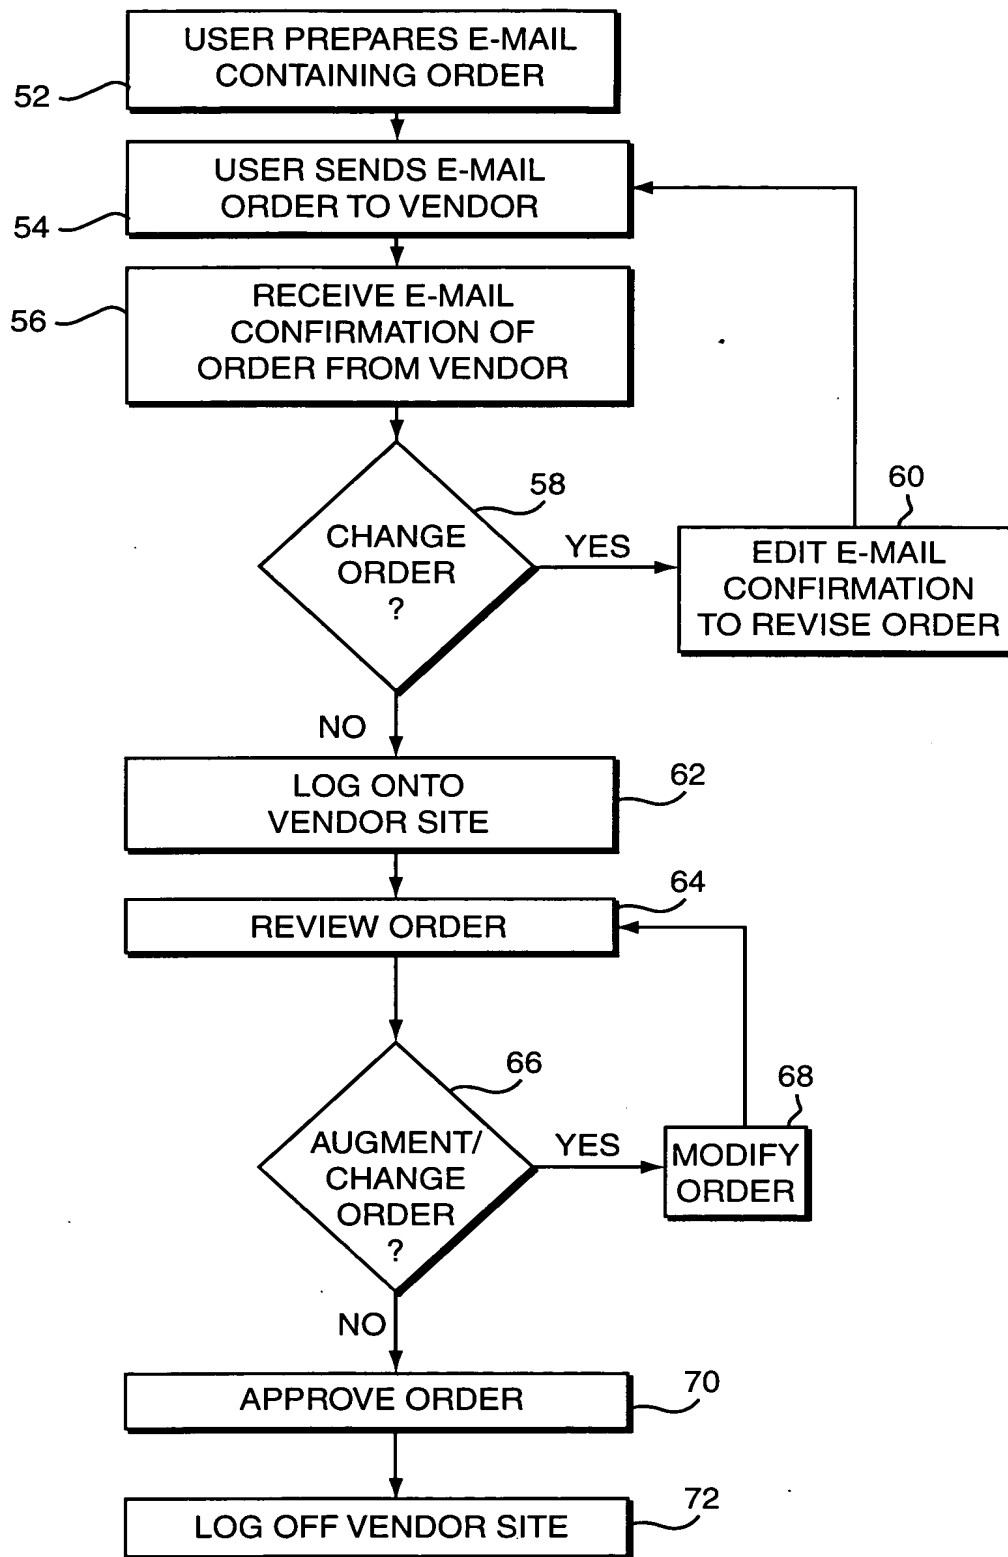 USER PREPARES E-MAIL
CONTAINING ORDER
52
USER SENDS E-MAIL
ORDER TO VENDOR
54
RECEIVE E-MAIL
CONFIRMATION OF
ORDER FROM VENDOR
56
58
CHANGE
ORDER
?
YES
60
EDIT E-MAIL
CONFIRMATION
TO REVISE ORDER
NO
LOG ONTO
VENDOR SITE
62
REVIEW ORDER
64
66
AUGMENT/
CHANGE
ORDER
?
YES
68
MODIFY
ORDER
NO
APPROVE ORDER
70
LOG OFF VENDOR SITE
72